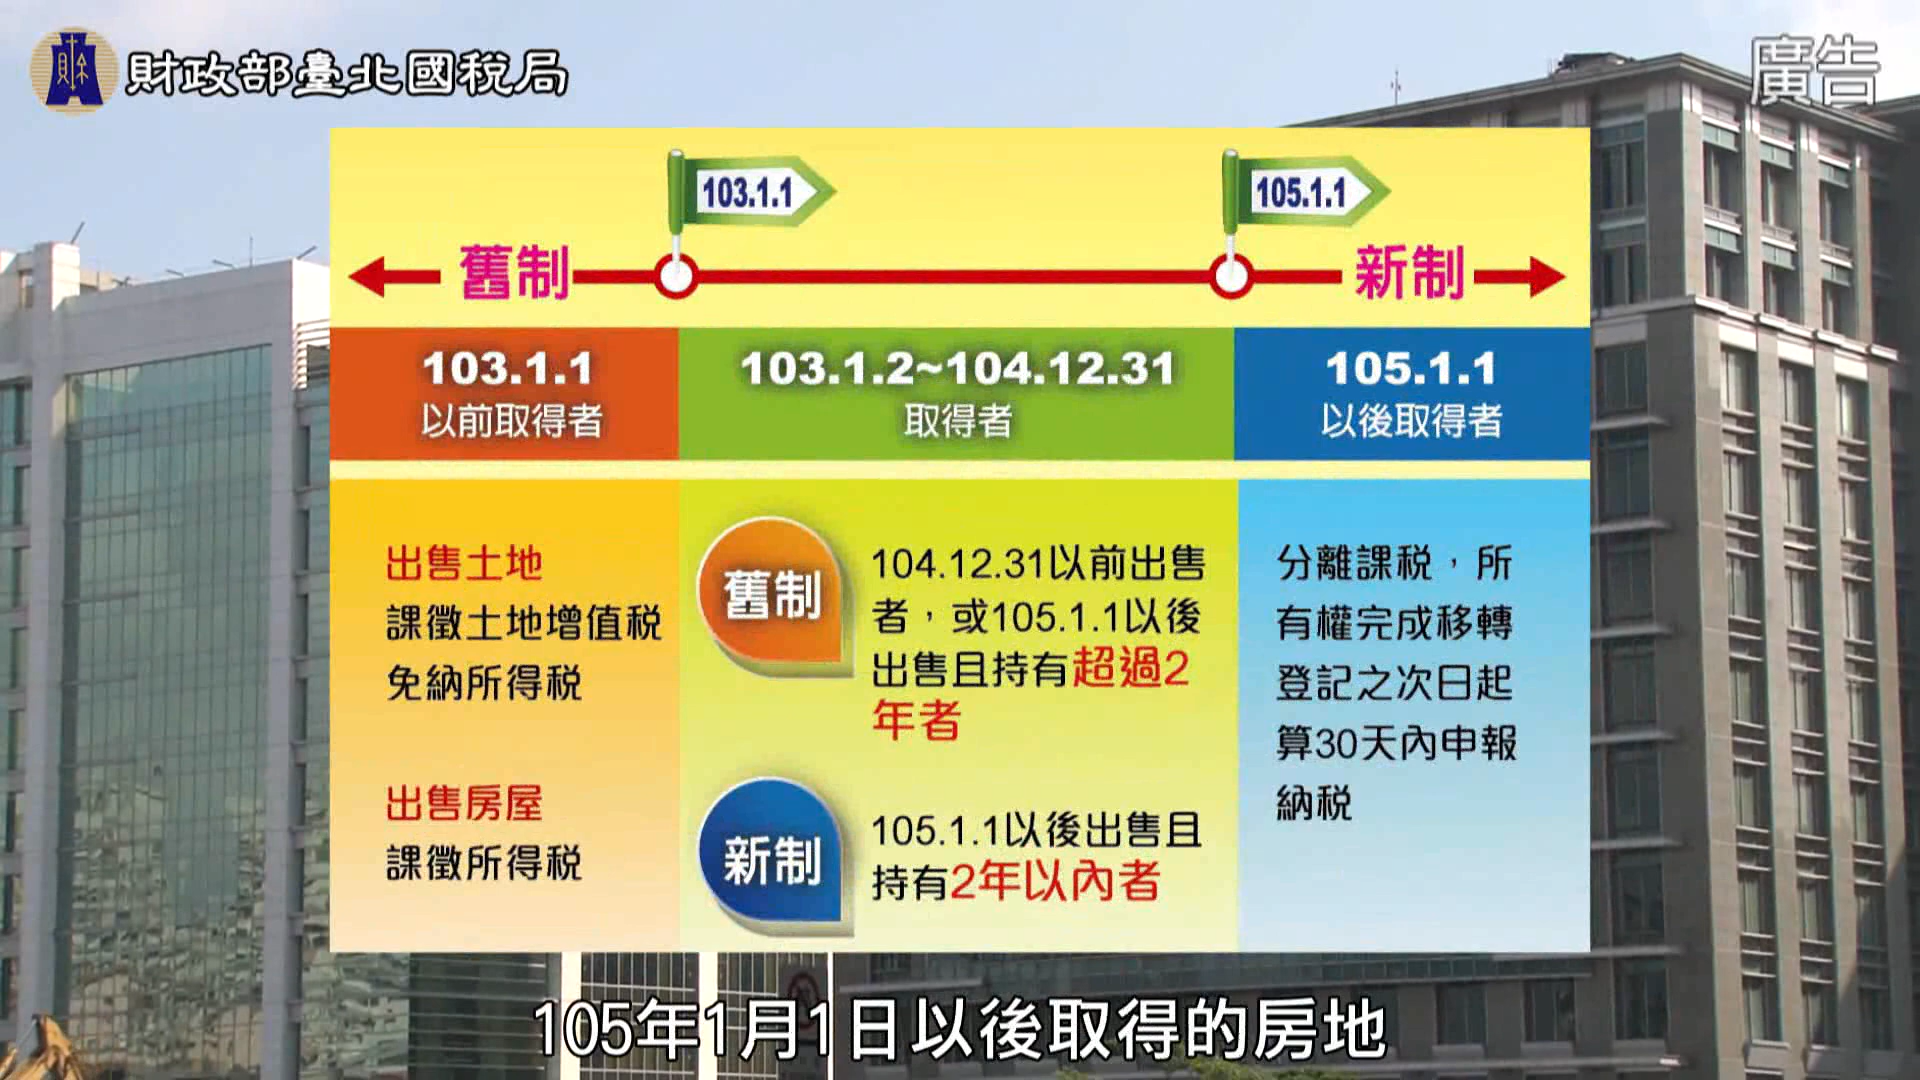 財政部臺北國稅局
廣告
103.1.1
105.1.1
舊制
新制
103.1.1
以前取得者
103.1.2~104.12.31
取得者
105.1.1
以後取得者
出售土地
課徵土地增值稅
免納所得稅
出售房屋
課徵所得稅
舊制
104.12.31以前出售
者，或105.1.1以後
出售且持有超過2
年者
新制
105.1.1以後出售且
持有2年以內者
分離課稅，所
有權完成移轉
登記之次日起
算30天內申報
納稅
105年1月1日以後取得的房地